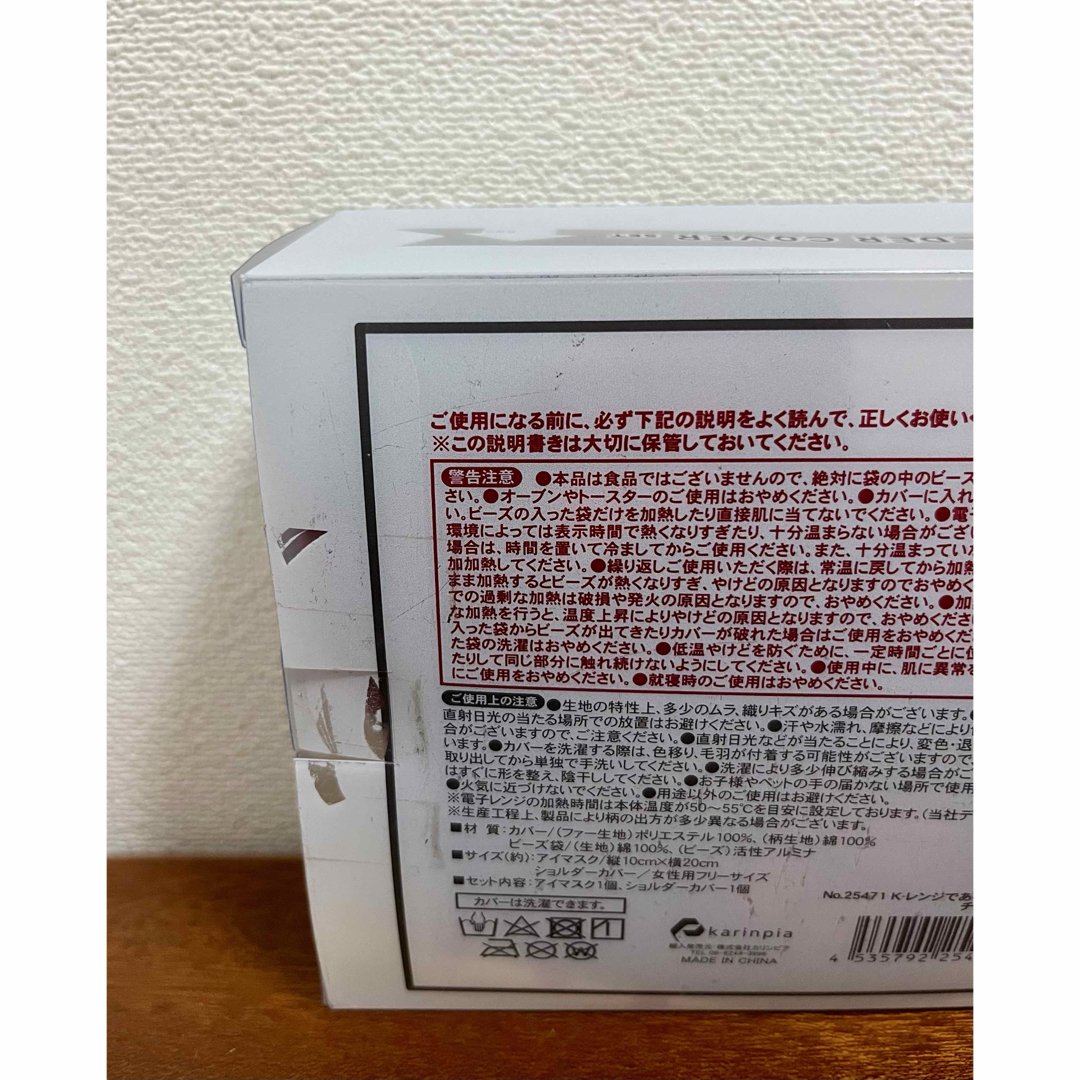 LDER COVER SET
ご使用になる前に、必ず下記の説明をよく読んで、正しくお使いく
※この説明書きは大切に保管しておいてください。
警告注意 ●本品は食品ではございませんので、絶対に袋の中のビーズ
さい。●オーブンやトースターのご使用はおやめください。●カバーに入れ
い。ビーズの入った袋だけを加熱したり直接肌に当てないでください。●電子
環境によっては表示時間で熱くなりすぎたり、十分温まらない場合がござい
場合は、時間を置いて冷ましてからご使用ください。また、十分温まっていな
加加熱してください。●繰り返しご使用いただく際は、常温に戻してから加熱
まま加熱するとビーズが熱くなりすぎ、やけどの原因となりますのでおやめく
での過剰な加熱は破損や発火の原因となりますので、おやめください。●加
な加熱を行うと、温度上昇によりやけどの原因となりますので、おやめくださ
入った袋からビーズが出てきたりカバーが破れた場合はご使用をおやめくだ
た袋の洗濯はおやめください。●低温やけどを防ぐために、一定時間ごとに位
たりして同じ部分に触れ続けないようにしてください。●使用中に、肌に異常を
にご使用をおやめください。●就寝時のご使用はおやめください。
ご使用上の注意 ●生地の特性上、多少のムラ、織りキズがある場合がございます。●
直射日光の当たる場所での放置はお避けください。●汗や水濡れ、摩擦などにより
合がございますので、ご注意ください。●直射日光などが当たることにより、変色・退
います。●カバーを洗濯する際は、色移り、毛羽が付着する可能性がございますので
取り出してから単独で手洗いしてください。●洗濯により多少伸び縮みする場合がご
はすぐに形を整え、陰干ししてください。●お子様やペットの手の届かない場所で使用
●火気に近づけないでください。●用途以外のご使用はお避けください。
※電子レンジの加熱時間は本体温度が50～55℃を目安に設定しております。(当社テ
※生産工程上、製品により柄の出方が多少異なる場合がございます。
■材 質：カバー/(ファー生地)ポリエステル100%、(柄生地)綿100%
ビーズ袋/(生地)綿100%、(ビーズ)活性アルミナ
■サイズ(約)：アイマスク/縦10cm×横20cm
ショルダーカバー/女性用フリーサイズ
■セット内容：アイマスク1個、ショルダーカバー1個
カバーは洗濯できます。
No.25471 K-レンジであ
チ
karinpia
輸入発売元：株式会社カリンピア
MADE IN CHINA
4 535792 254